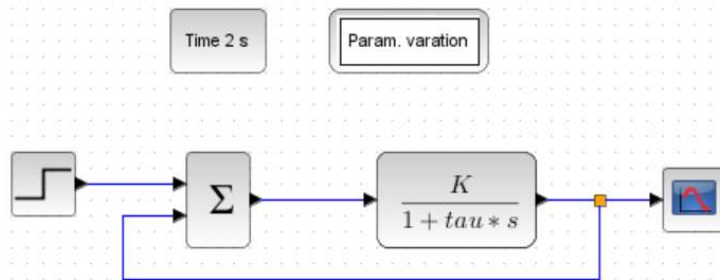 Time 2 s
Param. varation
Σ
K
1 + tau * s